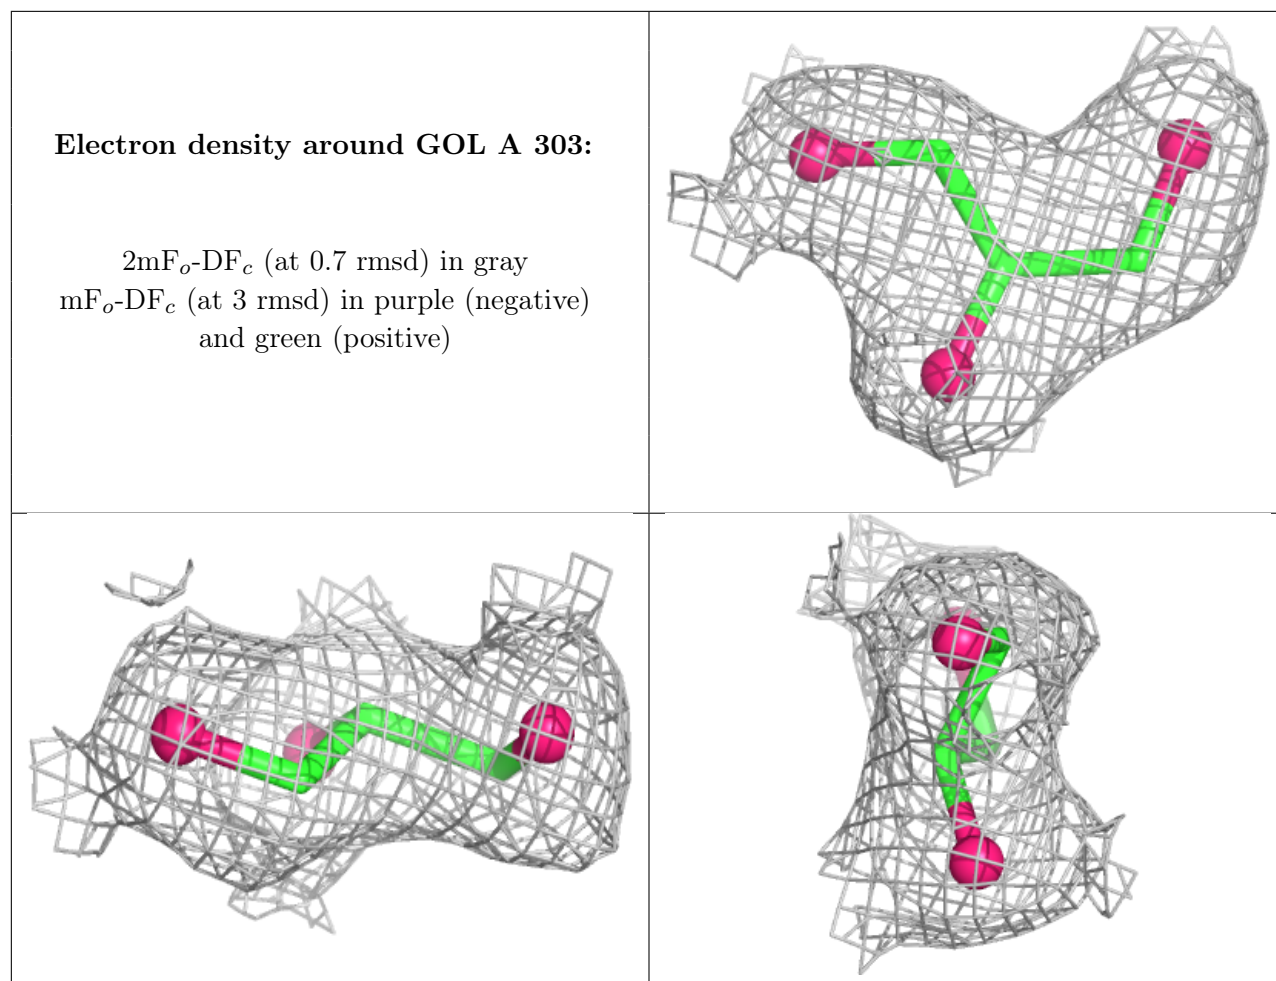 Electron density around GOL A 303:
2mFo-DFc (at 0.7 rmsd) in gray
mFo-DFc (at 3 rmsd) in purple (negative)
and green (positive)